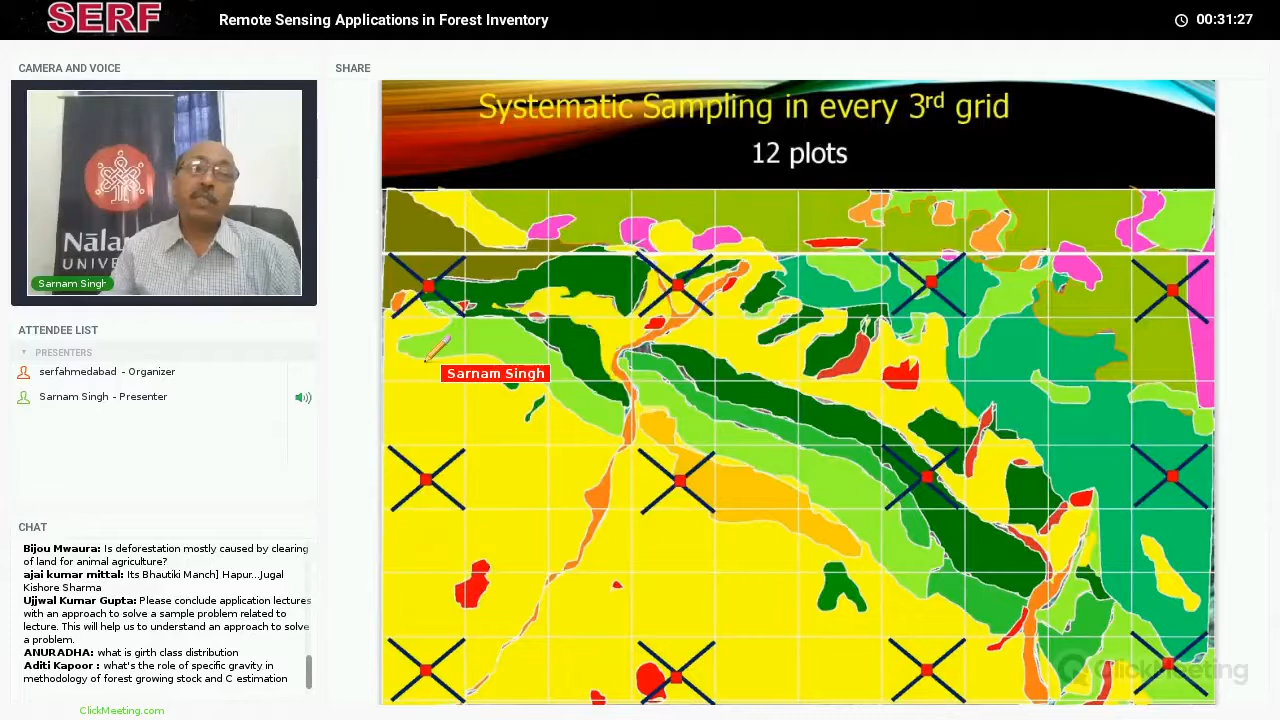 SERF
Remote Sensing Applications in Forest Inventory
00:31:27
CAMERA AND VOICE
SHARE
Nālan
UNIVER
Sarnam Singh
ATTENDEE LIST
PRESENTERS
serfahmedabad - Organizer
Sarnam Singh - Presenter
CHAT
Bijou Mwaura: Is deforestation mostly caused by clearing
of land for animal agriculture?
ajai kumar mittal: Its Bhautiki Manch] Hapur...Jugal
Kishore Sharma
Ujjwal Kumar Gupta: Please conclude application lectures
with an approach to solve a sample problem related to
lecture. This will help us to understand an approach to solve
a problem.
ANURADHA: what is girth class distribution
Aditi Kapoor : what's the role of specific gravity in
methodology of forest growing stock and C estimation
ClickMeeting.com
Systematic Sampling in every 3rd grid
12 plots
Sarnam Singh
ClickMeeting